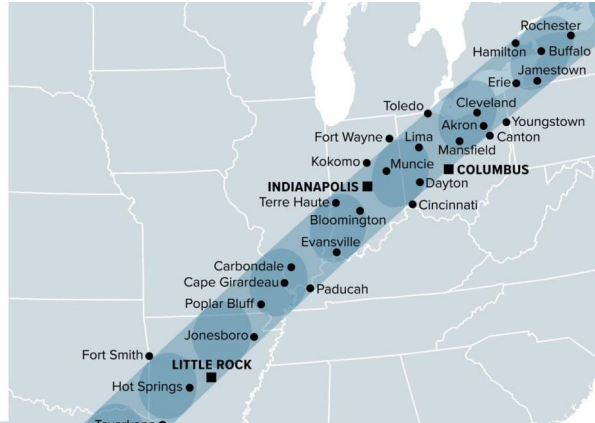 Rochester
Hamilton
Buffalo
Jamestown
Erie
Cleveland
Toledo
Akron
Youngstown
Canton
Mansfield
Fort Wayne
Lima
Kokomo
Muncie
COLUMBUS
INDIANAPOLIS
Dayton
Terre Haute
Cincinnati
Bloomington
Evansville
Carbondale
Cape Girardeau
Paducah
Poplar Bluff
Jonesboro
Fort Smith
LITTLE ROCK
Hot Springs